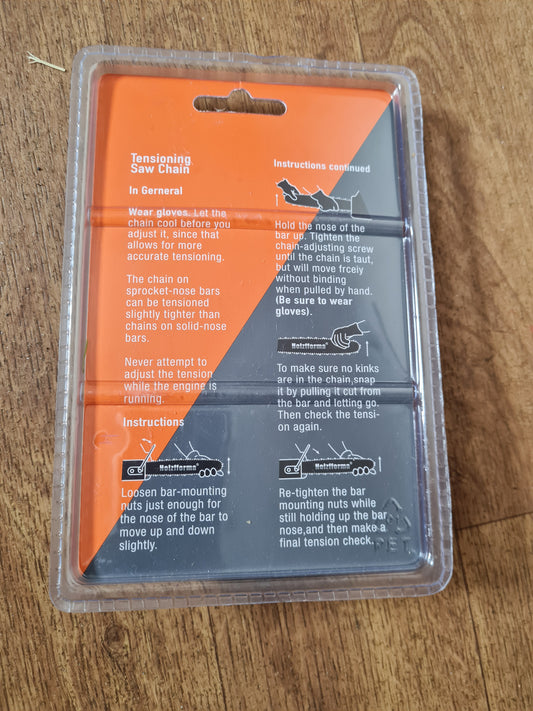 Tensioning
Saw Chain
In Gerneral
Wear gloves. Let the
chain cool before you
adjust it, since that
allows for more
accurate tensioning.
The chain on
sprocket-nose bars
can be tensioned
slightly tighter than
chains on solid-nose
bars.
Never attempt to
adjust the tension
while the engine is
running.
Instructions
Holzfforma®
Loosen bar-mounting
nuts just enough for
the nose of the bar to
move up and down
slightly.
Instructions continued
Hold the nose of the
bar up. Tighten the
chain-adjusting screw
until the chain is taut,
but will move frcely
without binding
when pulled by hand.
(Be sure to wear
gloves).
Holzfforma®
To make sure no kinks
are in the chain,snap
it by pulling it cut from
the bar and letting go.
Then check the tensi-
on again.
Holzfforma®
Re-tighten the bar
mounting nuts while
still holding up the bar
nose,and then make a
final tension check.
PET